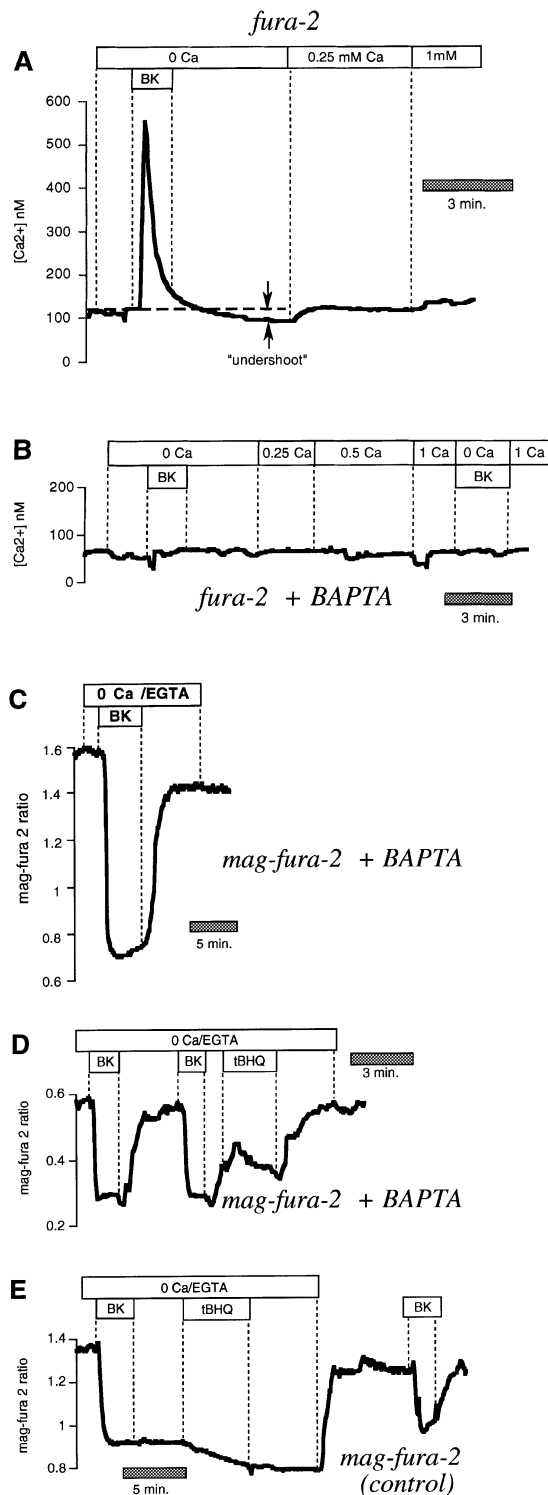 fura-2
A
0 Ca
0.25 mM Ca
1mM
BK
600
500
400
300
200
100
0
[Ca2+] nM
3 min.
"undershoot"
B
0 Ca
0.25 Ca
0.5 Ca
1 Ca
0 Ca
1 Ca
BK
BK
200
100
0
[Ca2+] nM
fura-2 + BAPTA
3 min.
C
0 Ca /EGTA
BK
1.6
1.4
1.2
1
0.8
0.6
mag-fura 2 ratio
mag-fura-2 + BAPTA
5 min.
D
0 Ca/EGTA
BK
BK
tBHQ
3 min.
0.6
0.4
0.2
mag-fura 2 ratio
mag-fura-2 + BAPTA
E
0 Ca/EGTA
BK
tBHQ
BK
1.4
1.2
1
0.8
mag-fura 2 ratio
5 min.
mag-fura-2
(control)